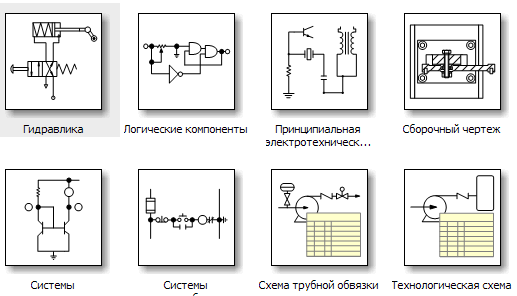 Гидравлика
Логические компоненты
Принципиальная
электротехническ...
Сборочный чертеж
Системы
Системы
Схема трубной обвязки
Технологическая схема